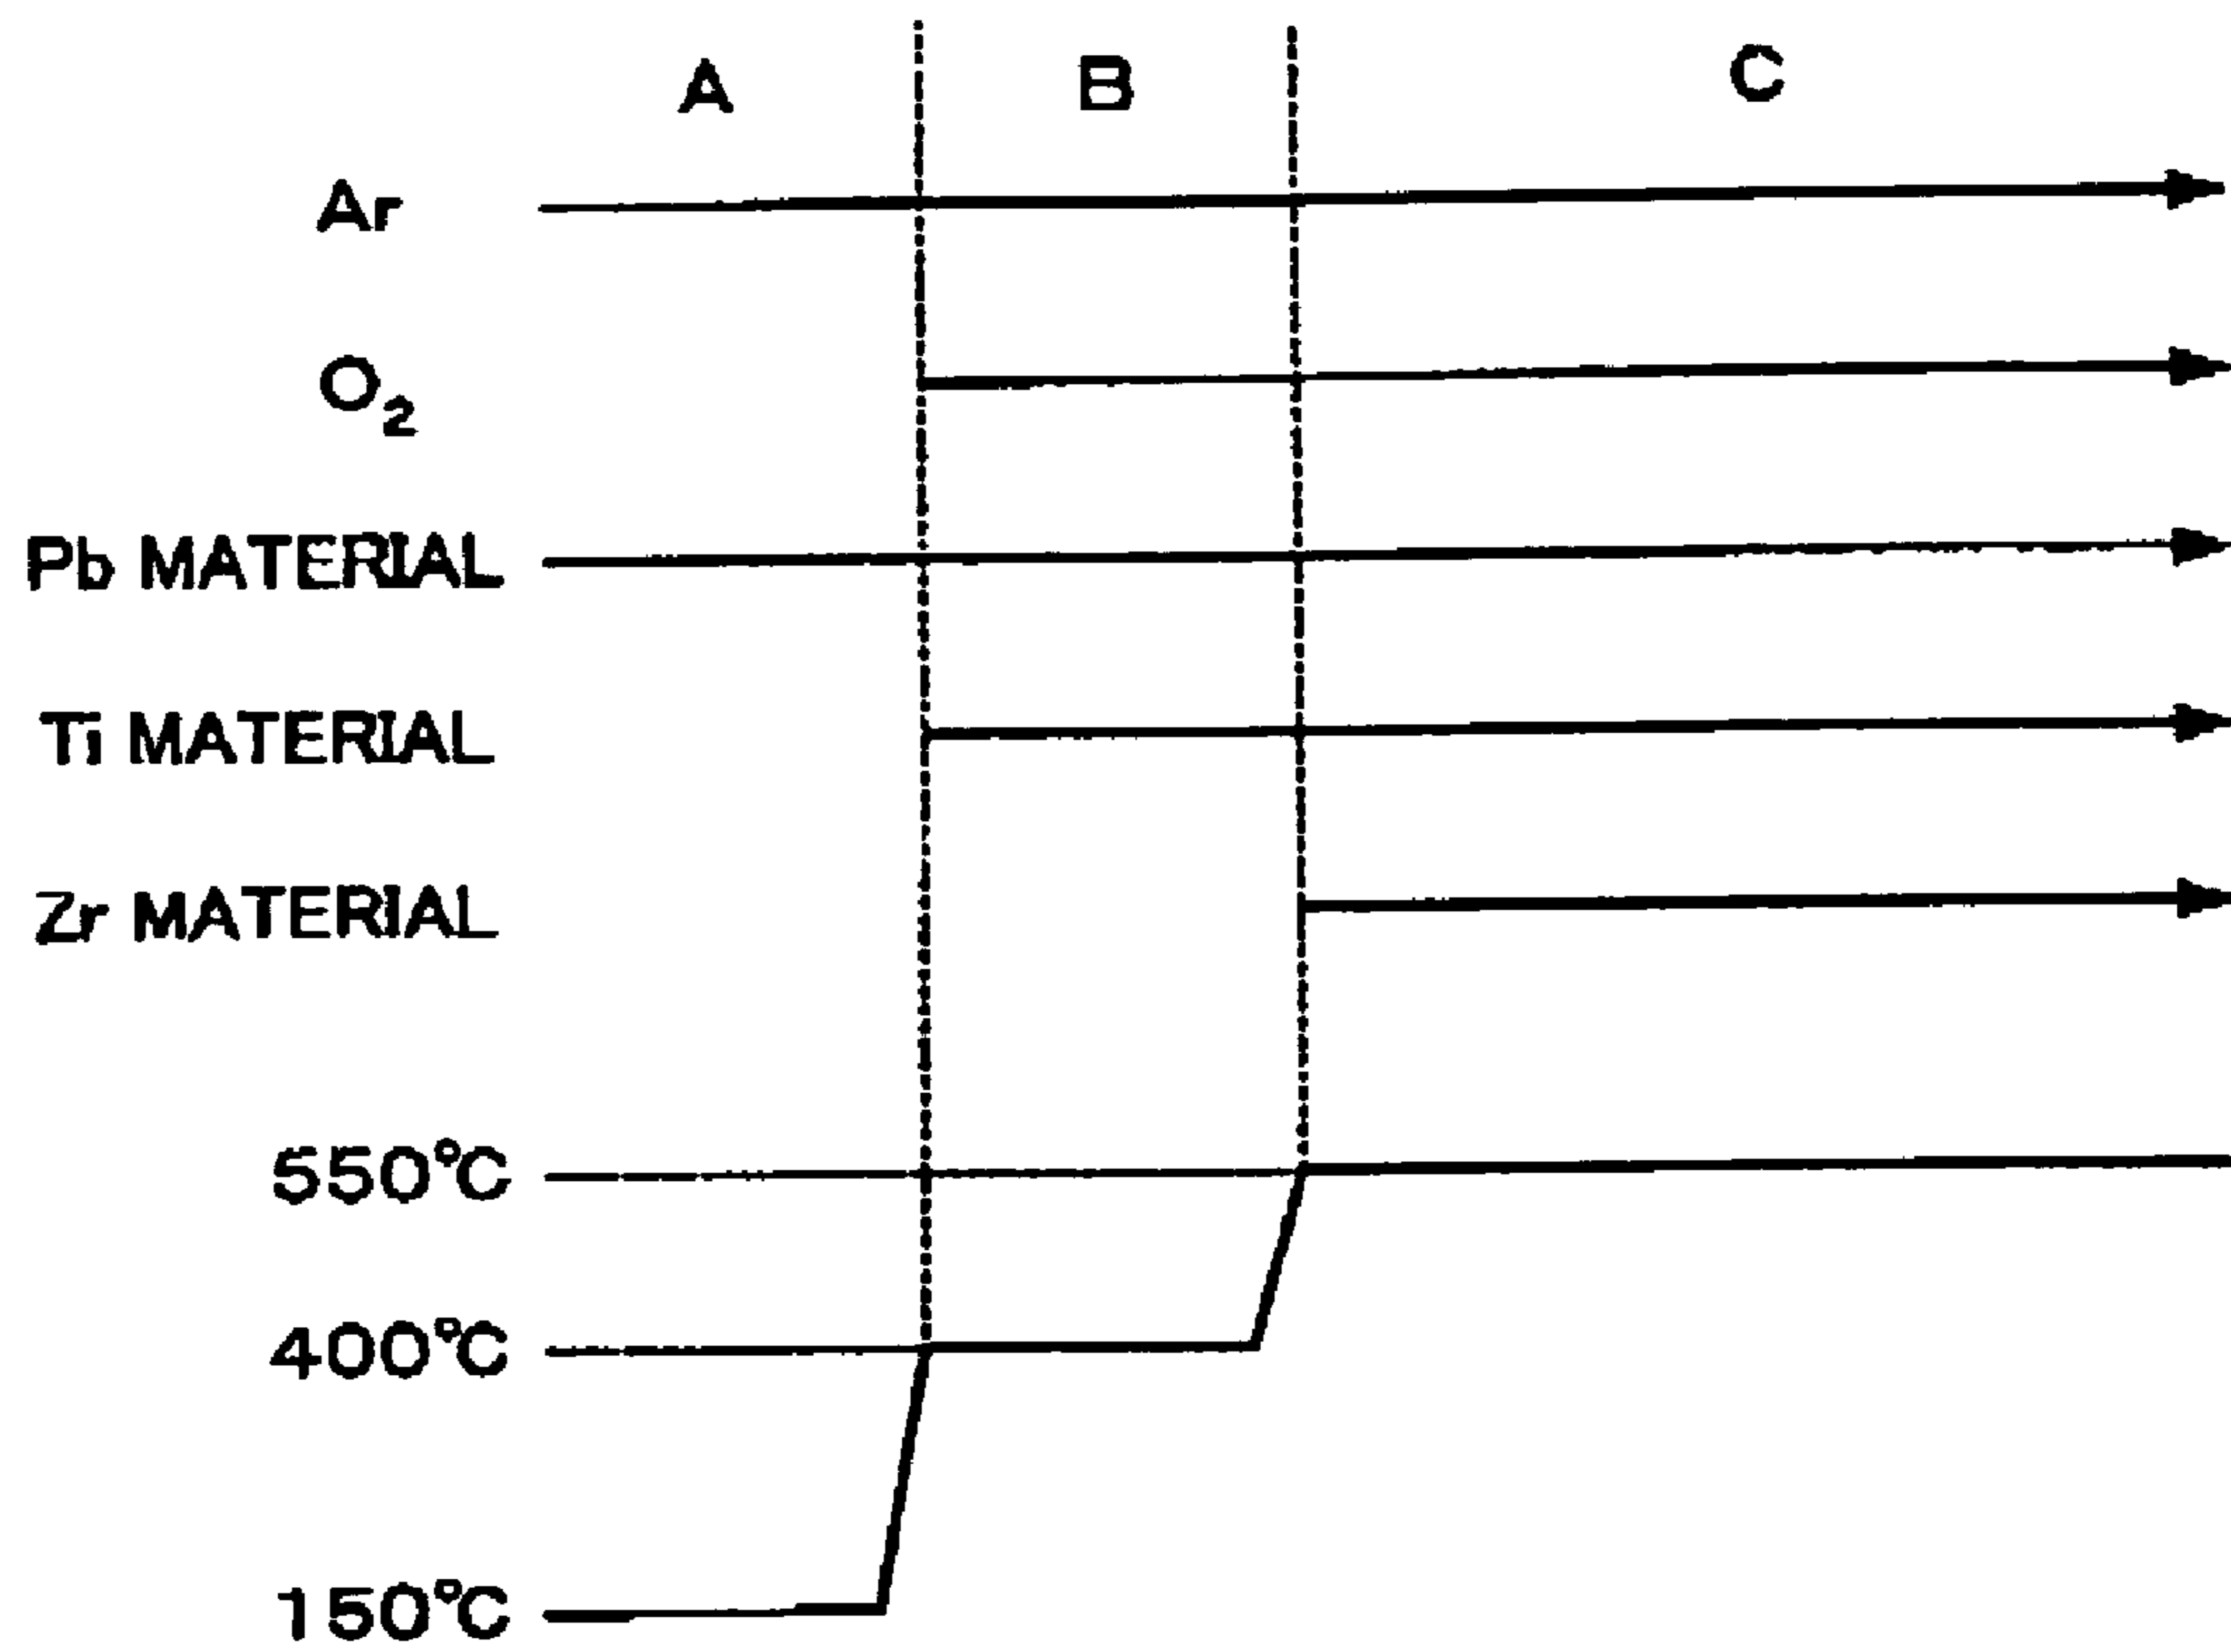 A B C
Ar
O₂
Pb MATERIAL
Ti MATERIAL
Zr MATERIAL
550°C
400°C
150°C